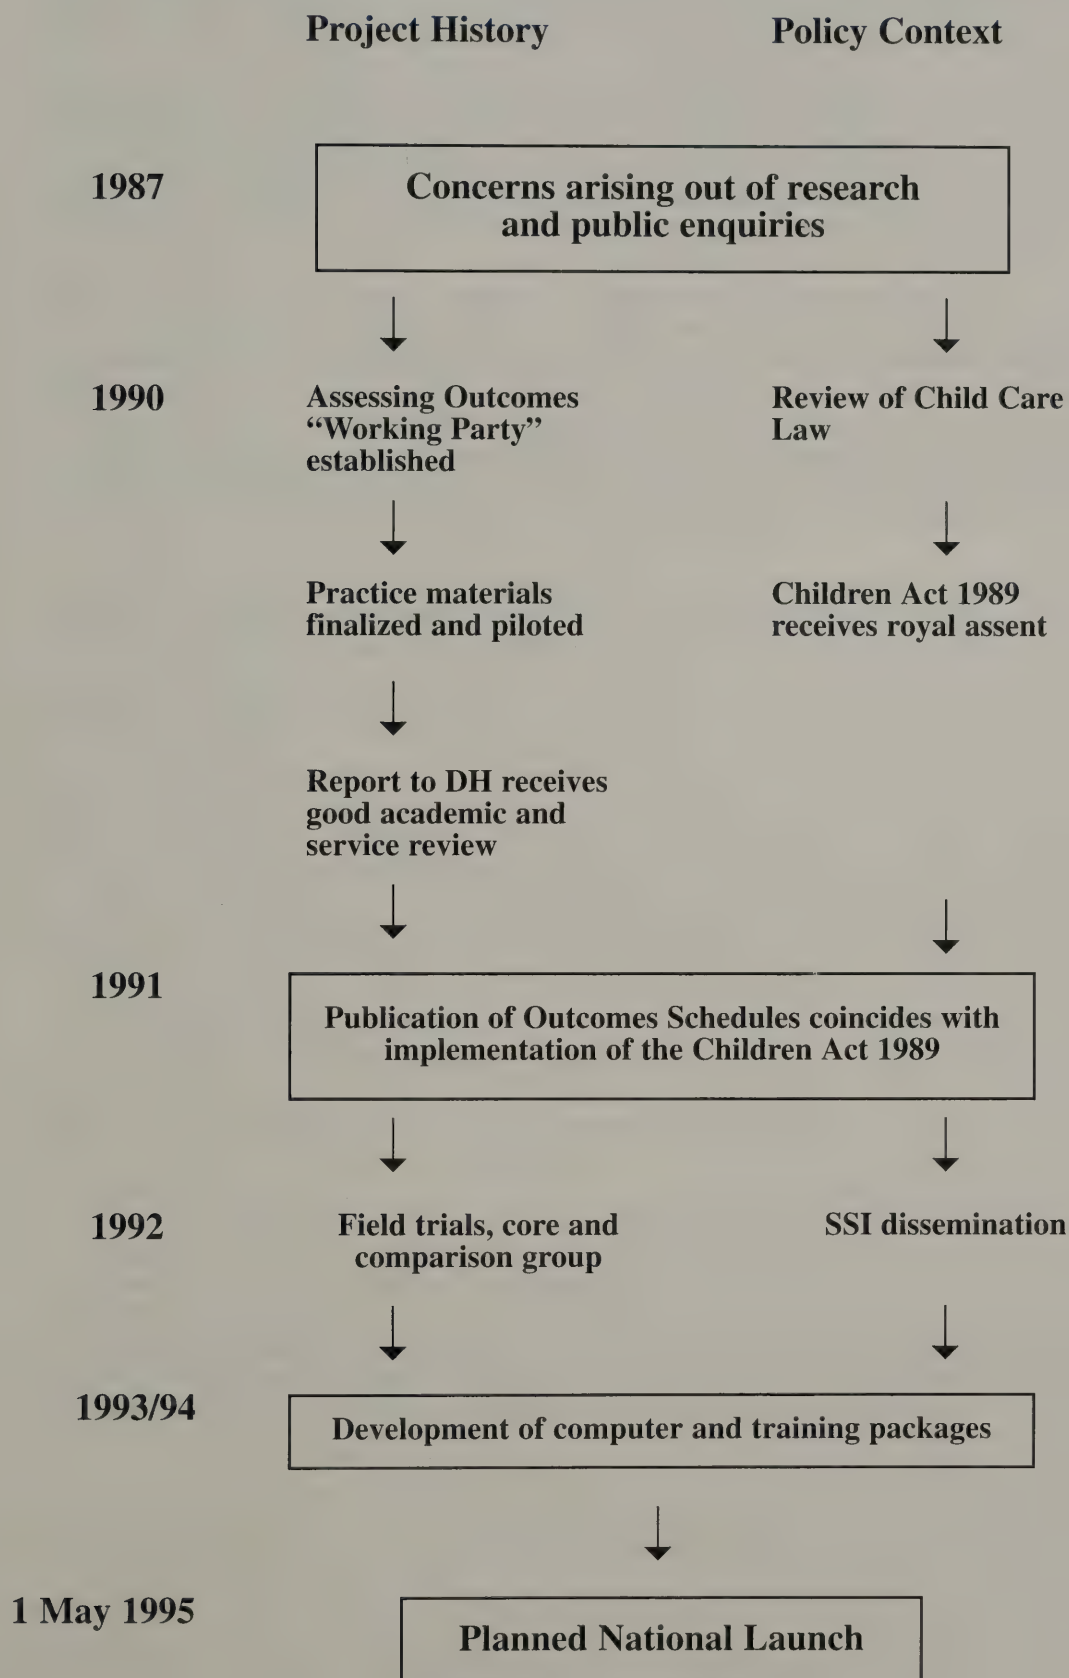 Project History
Policy Context
1987
Concerns arising out of research
and public enquiries
1990
Assessing Outcomes
“Working Party”
established
Review of Child Care
Law
Practice materials
finalized and piloted
Children Act 1989
receives royal assent
Report to DH receives
good academic and
service review
1991
Publication of Outcomes Schedules coincides with
implementation of the Children Act 1989
1992
Field trials, core and
comparison group
SSI dissemination
1993/94
Development of computer and training packages
1 May 1995
Planned National Launch